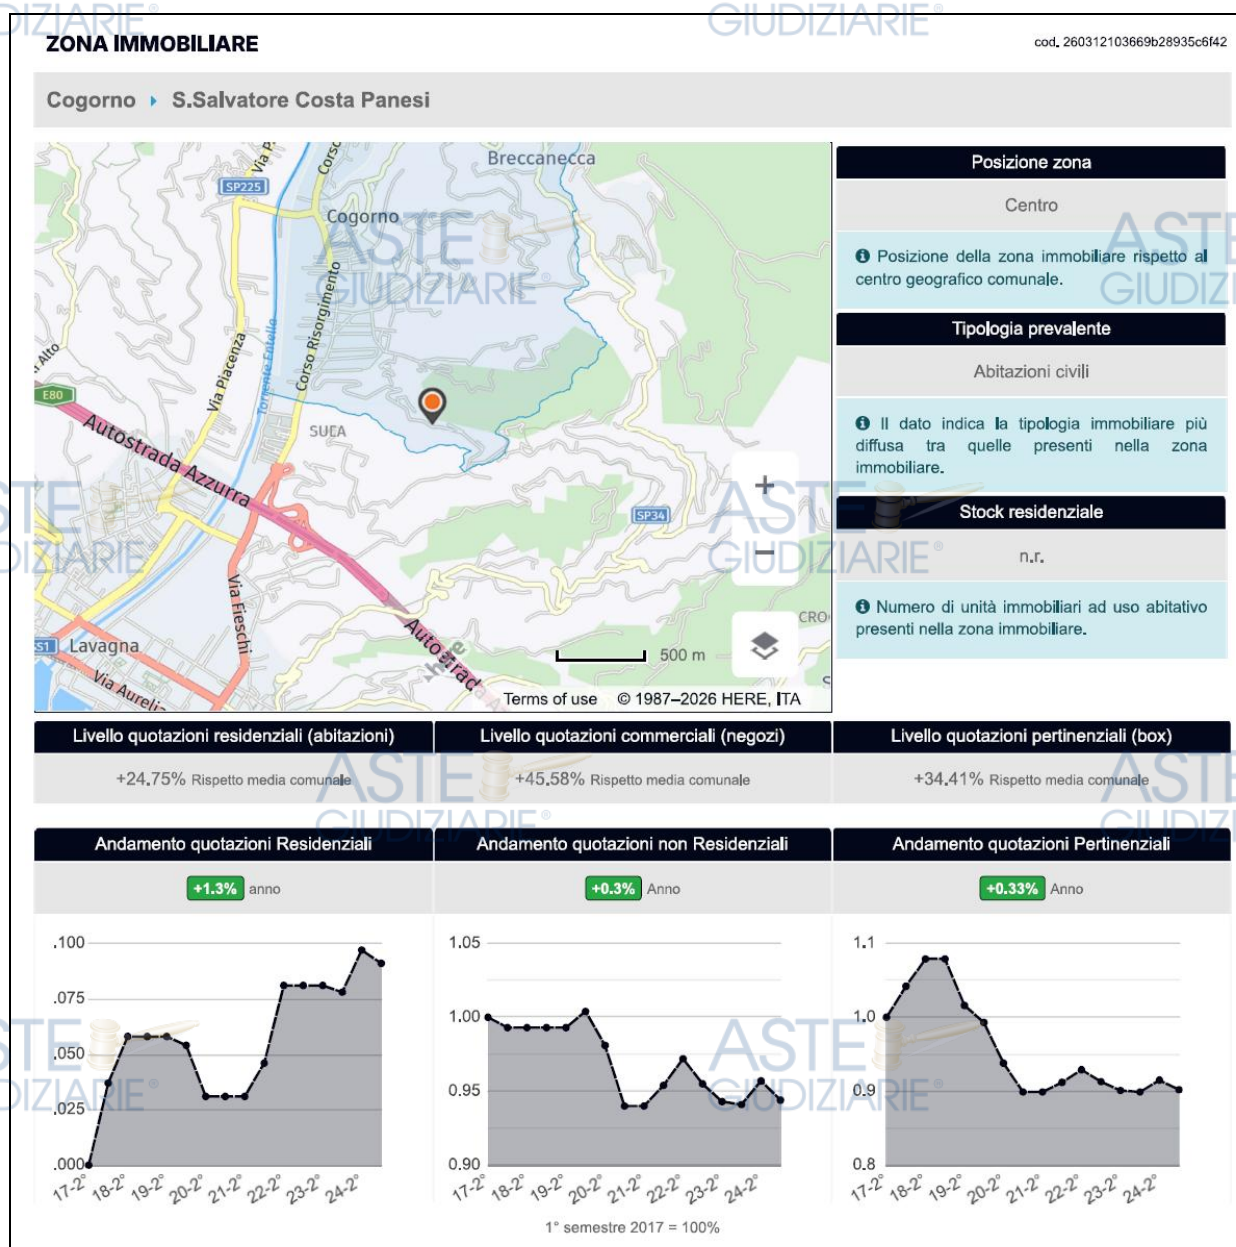 ZONA IMMOBILIARE
cod. 260312103669b28935c6f42
Cogorno S.Salvatore Costa Panesi
Breccanecca
Via P.
Corso
SP225
Cogorno
Corso Risorgimento
Via Piacenza
Torrente Entella
E80
Autostrada Azzurra
SP34
Via Fieschi
Lavagna
Via Aurelia
Autostrada
CRO
here
+
−
500 m
Terms of use © 1987–2026 HERE, ITA
Posizione zona
Centro
Posizione della zona immobiliare rispetto al
centro geografico comunale.
Tipologia prevalente
Abitazioni civili
Il dato indica la tipologia immobiliare più
diffusa tra quelle presenti nella zona
immobiliare.
Stock residenziale
n.r.
Numero di unità immobiliari ad uso abitativo
presenti nella zona immobiliare.
Livello quotazioni residenziali (abitazioni)
+24.75% Rispetto media comunale
Livello quotazioni commerciali (negozi)
+45.58% Rispetto media comunale
Livello quotazioni pertinenziali (box)
+34.41% Rispetto media comunale
Andamento quotazioni Residenziali
+1.3% anno
Andamento quotazioni non Residenziali
+0.3% Anno
Andamento quotazioni Pertinenziali
+0.33% Anno
.100
.075
.050
.025
.000
17-2° 18-2° 19-2° 20-2° 21-2° 22-2° 23-2° 24-2°
1.05
1.00
0.95
0.90
17-2° 18-2° 19-2° 20-2° 21-2° 22-2° 23-2° 24-2°
1.1
1.0
0.9
0.8
17-2° 18-2° 19-2° 20-2° 21-2° 22-2° 23-2° 24-2°
1° semestre 2017 = 100%
ASTE
GIUDIZIARIE®